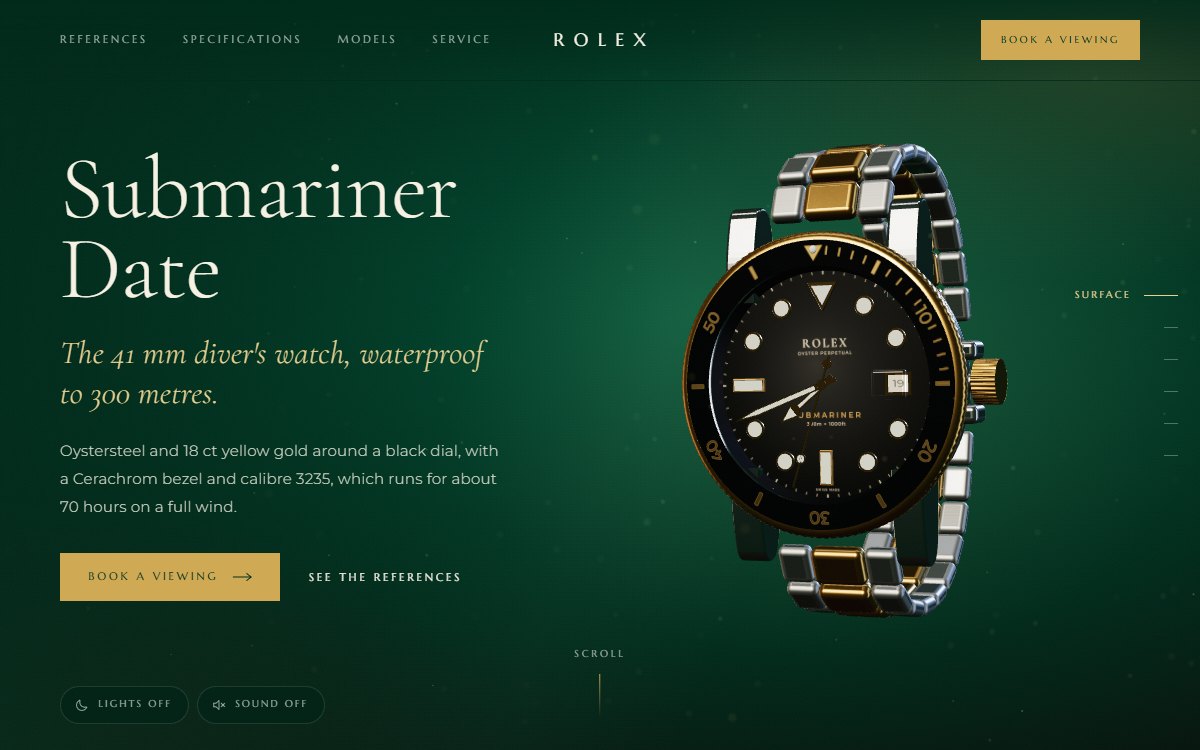 REFERENCES SPECIFICATIONS MODELS SERVICE
ROLEX
BOOK A VIEWING
Submariner
Date
The 41 mm diver's watch, waterproof
to 300 metres.
Oystersteel and 18 ct yellow gold around a black dial, with
a Cerachrom bezel and calibre 3235, which runs for about
70 hours on a full wind.
BOOK A VIEWING
SEE THE REFERENCES
SURFACE
10
20
30
40
50
ROLEX
OYSTER PERPETUAL
19
SCROLL
LIGHTS OFF
SOUND OFF